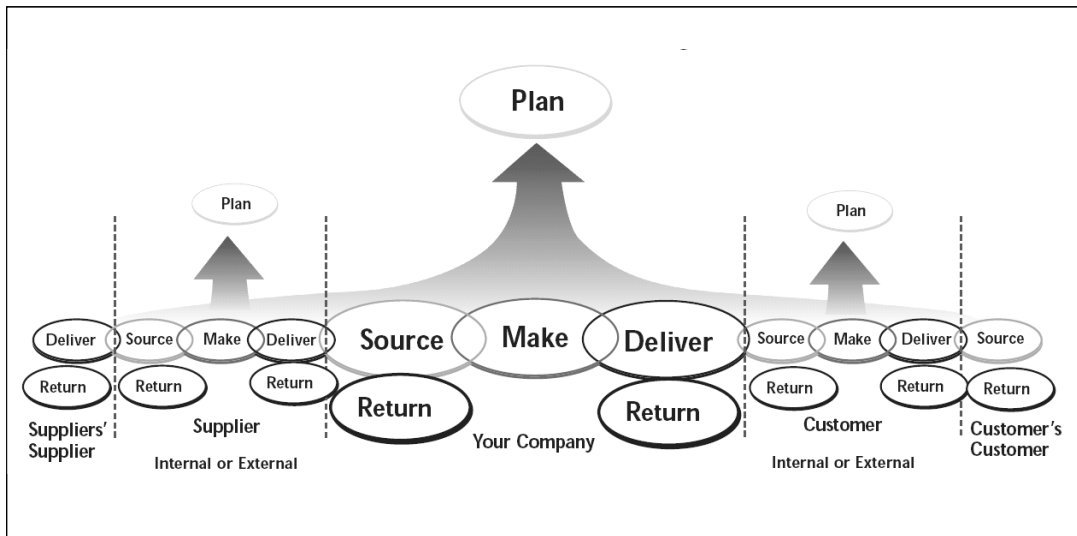 Plan
Plan
Plan
Deliver
Source
Make
Deliver
Source
Make
Deliver
Source
Make
Deliver
Source
Return
Return
Return
Return
Return
Return
Return
Return
Suppliers'
Supplier
Supplier
Internal or External
Your Company
Customer
Internal or External
Customer's
Customer